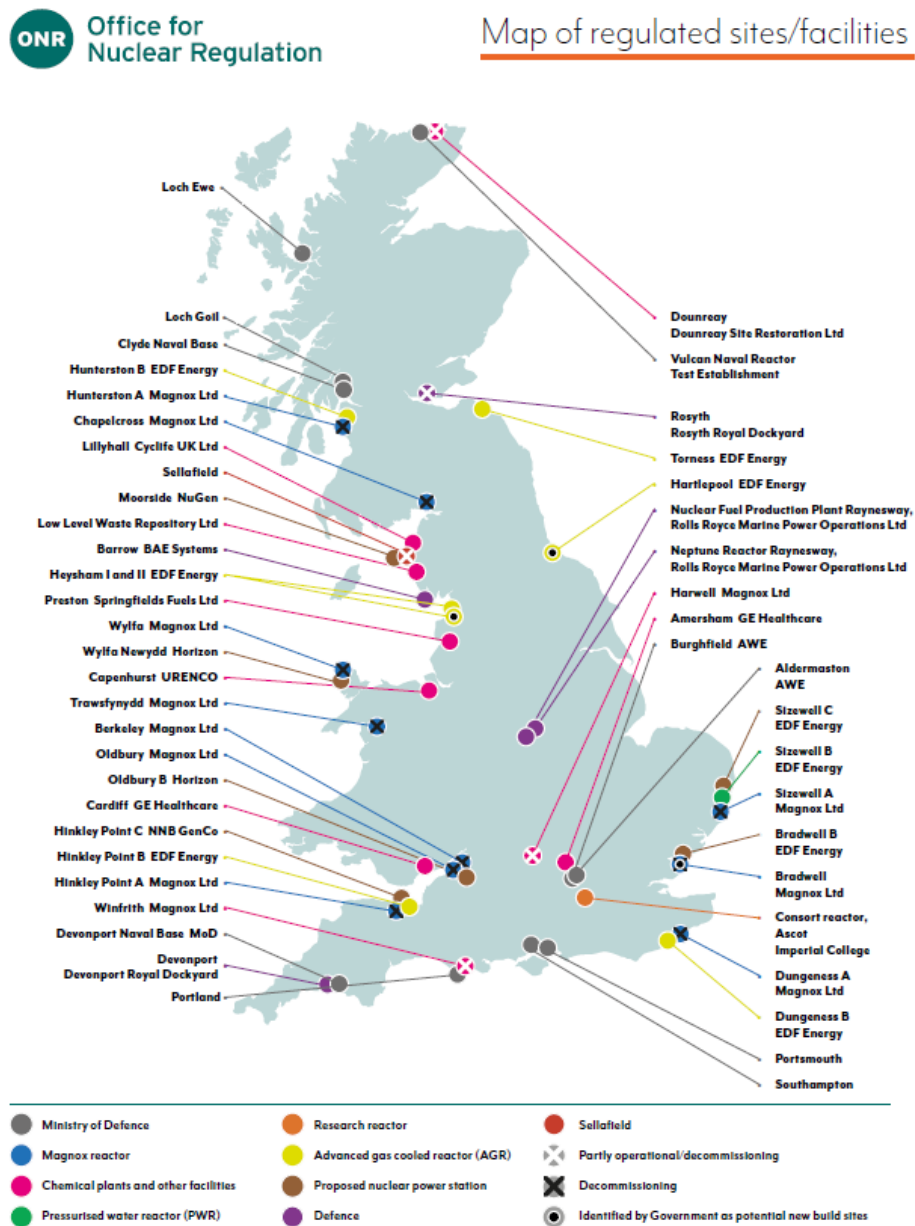 ONR
Office for
Nuclear Regulation
Map of regulated sites/facilities
Loch Ewe
Loch Goil
Clyde Naval Base
Hunterston B EDF Energy
Hunterston A Magnox Ltd
Chapelcross Magnox Ltd
Lillyhall Cyclife UK Ltd
Sellafield
Moorside NuGen
Low Level Waste Repository Ltd
Barrow BAE Systems
Heysham I and II EDF Energy
Preston Springfields Fuels Ltd
Wylfa Magnox Ltd
Wylfa Newydd Horizon
Capenhurst URENCO
Trawsfynydd Magnox Ltd
Berkeley Magnox Ltd
Oldbury Magnox Ltd
Oldbury B Horizon
Cardiff GE Healthcare
Hinkley Point C NNB GenCo
Hinkley Point B EDF Energy
Hinkley Point A Magnox Ltd
Winfrith Magnox Ltd
Devonport Naval Base MoD
Devonport
Devonport Royal Dockyard
Portland
Dounreay
Dounreay Site Restoration Ltd
Vulcan Naval Reactor
Test Establishment
Rosyth
Rosyth Royal Dockyard
Torness EDF Energy
Hartlepool EDF Energy
Nuclear Fuel Production Plant Raynesway,
Rolls Royce Marine Power Operations Ltd
Neptune Reactor Raynesway,
Rolls Royce Marine Power Operations Ltd
Harwell Magnox Ltd
Amersham GE Healthcare
Burghfield AWE
Aldermaston
AWE
Sizewell C
EDF Energy
Sizewell B
EDF Energy
Sizewell A
Magnox Ltd
Bradwell B
EDF Energy
Bradwell
Magnox Ltd
Consort reactor,
Ascot
Imperial College
Dungeness A
Magnox Ltd
Dungeness B
EDF Energy
Portsmouth
Southampton
Ministry of Defence
Magnox reactor
Chemical plants and other facilities
Pressurised water reactor (PWR)
Research reactor
Advanced gas cooled reactor (AGR)
Proposed nuclear power station
Defence
Sellafield
Partly operational/decommissioning
Decommissioning
Identified by Government as potential new build sites